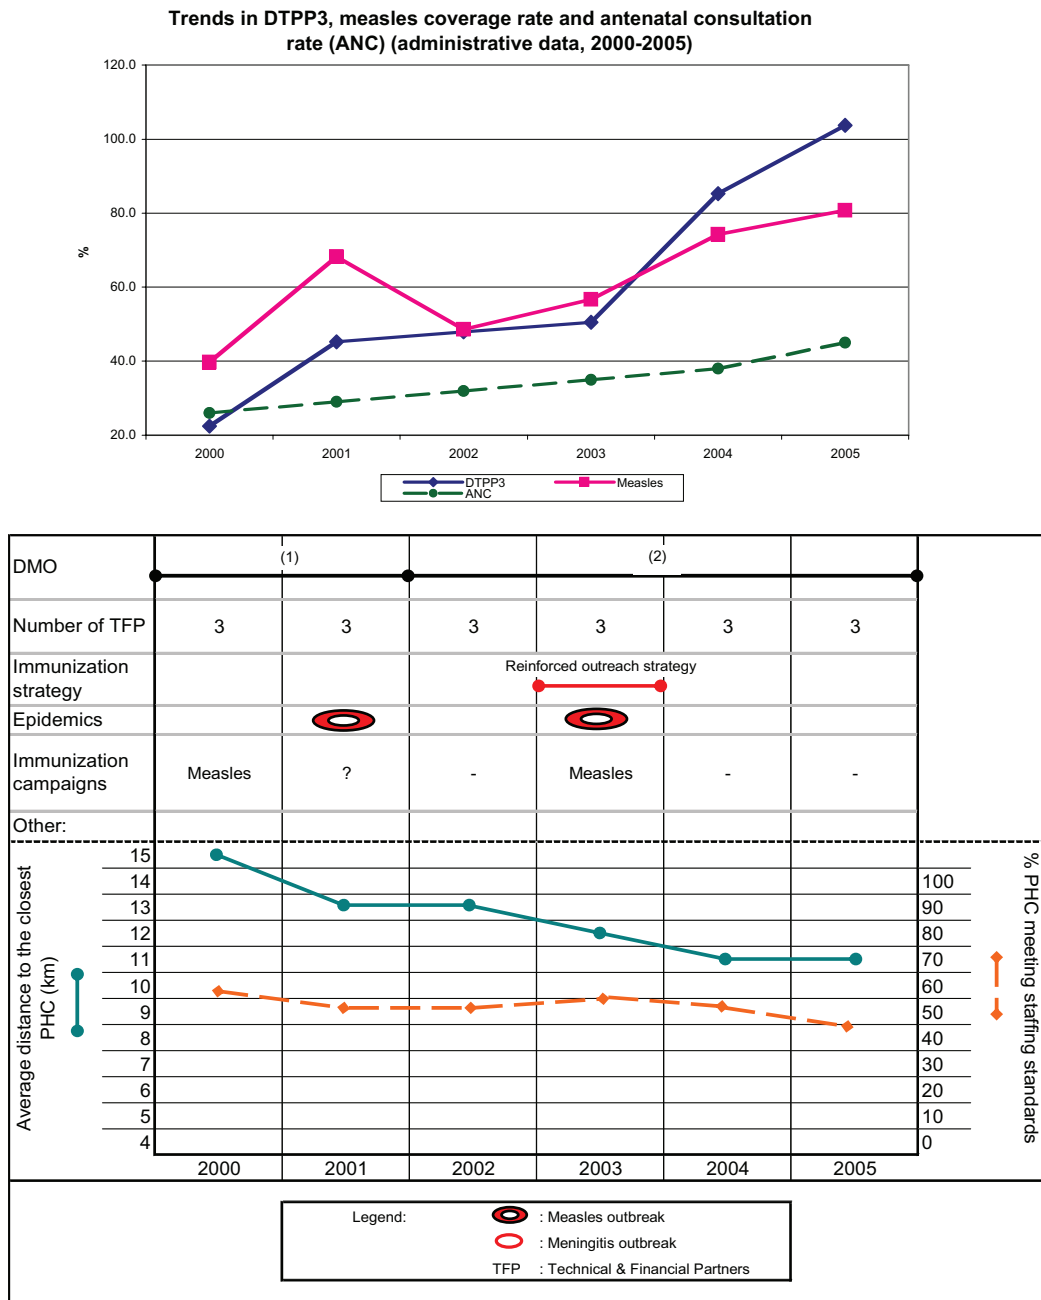 Trends in DTPP3, measles coverage rate and antenatal consultation
rate (ANC) (administrative data, 2000-2005)
120.0
100.0
80.0
60.0
40.0
20.0
%
2000 2001 2002 2003 2004 2005
DTPP3 Measles
ANC
DMO (1) (2)
Number of TFP 3 3 3 3 3 3
Immunization
strategy
Reinforced outreach strategy
Epidemics
Immunization
campaigns
Measles ? - Measles - -
Other:
Average distance to the closest
PHC (km)
15
14 100
13 90
12 80
11 70
10 60
9 50
8 40
7 30
6 20
5 10
4 0
% PHC meeting staffing standards
2000 2001 2002 2003 2004 2005
Legend: : Measles outbreak
: Meningitis outbreak
TFP : Technical & Financial Partners